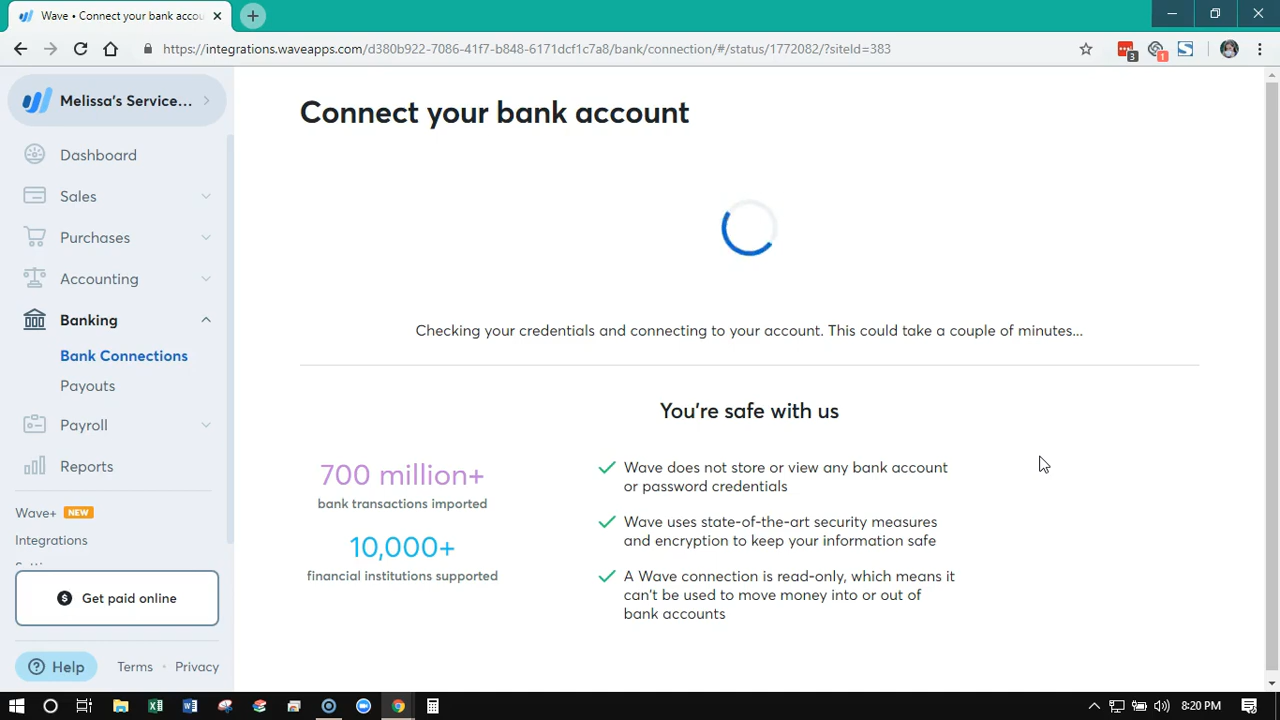 Wave • Connect your bank accou
https://integrations.waveapps.com/d380b922-7086-41f7-b848-6171dcf1c7a8/bank/connection/#/status/1772082/?siteId=383
3
1
Melissa's Service...
Dashboard
Sales
Purchases
Accounting
Banking
Bank Connections
Payouts
Payroll
Reports
Wave+ NEW
Integrations
Get paid online
Help
Terms • Privacy
Connect your bank account
Checking your credentials and connecting to your account. This could take a couple of minutes...
You're safe with us
700 million+
bank transactions imported
10,000+
financial institutions supported
Wave does not store or view any bank account
or password credentials
Wave uses state-of-the-art security measures
and encryption to keep your information safe
A Wave connection is read-only, which means it
can't be used to move money into or out of
bank accounts
8:20 PM